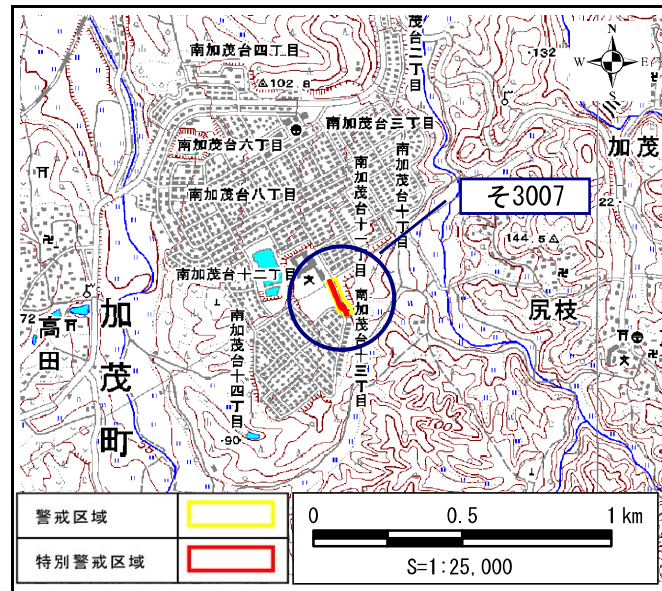 南加茂台四丁目
102.8
南加茂台二丁目
・132
N
W
E
S
南加茂台三丁目
南加茂台六丁目
加茂
南加茂台八丁目
南加茂台十一丁目
南加茂台十丁目
そ3007
22.
144.5
南加茂台十二丁目
文
尻枝
72
高田
加茂町
南加茂台十四丁目
南加茂台十三丁目
文
・90
警戒区域
特別警戒区域
0 0.5 1km
S=1:25,000